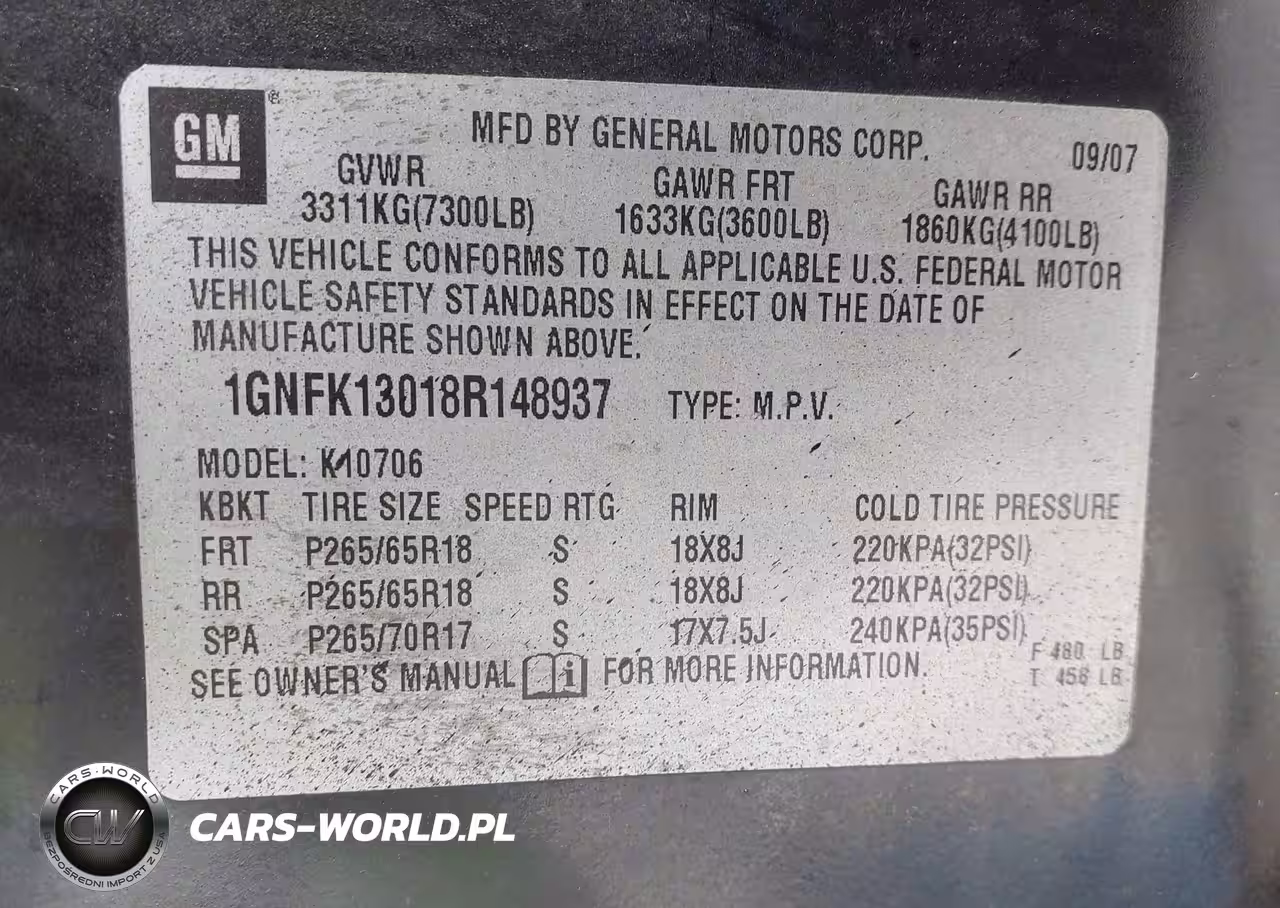 GM ®
MFD BY GENERAL MOTORS CORP. 09/07
GVWR GAWR FRT GAWR RR
3311KG(7300LB) 1633KG(3600LB) 1860KG(4100LB)
THIS VEHICLE CONFORMS TO ALL APPLICABLE U.S. FEDERAL MOTOR
VEHICLE SAFETY STANDARDS IN EFFECT ON THE DATE OF
MANUFACTURE SHOWN ABOVE.
1GNFK13018R148937 TYPE: M.P.V.
MODEL: K10706
KBKT TIRE SIZE SPEED RTG RIM COLD TIRE PRESSURE
FRT P265/65R18 S 18X8J 220KPA(32PSI)
RR P265/65R18 S 18X8J 220KPA(32PSI)
SPA P265/70R17 S 17X7.5J 240KPA(35PSI)
F 480 LB
SEE OWNER'S MANUAL i FOR MORE INFORMATION.
T 456 LB
CARS-WORLD
CW
BEZPOŚREDNI IMPORT Z USA
CARS-WORLD.PL